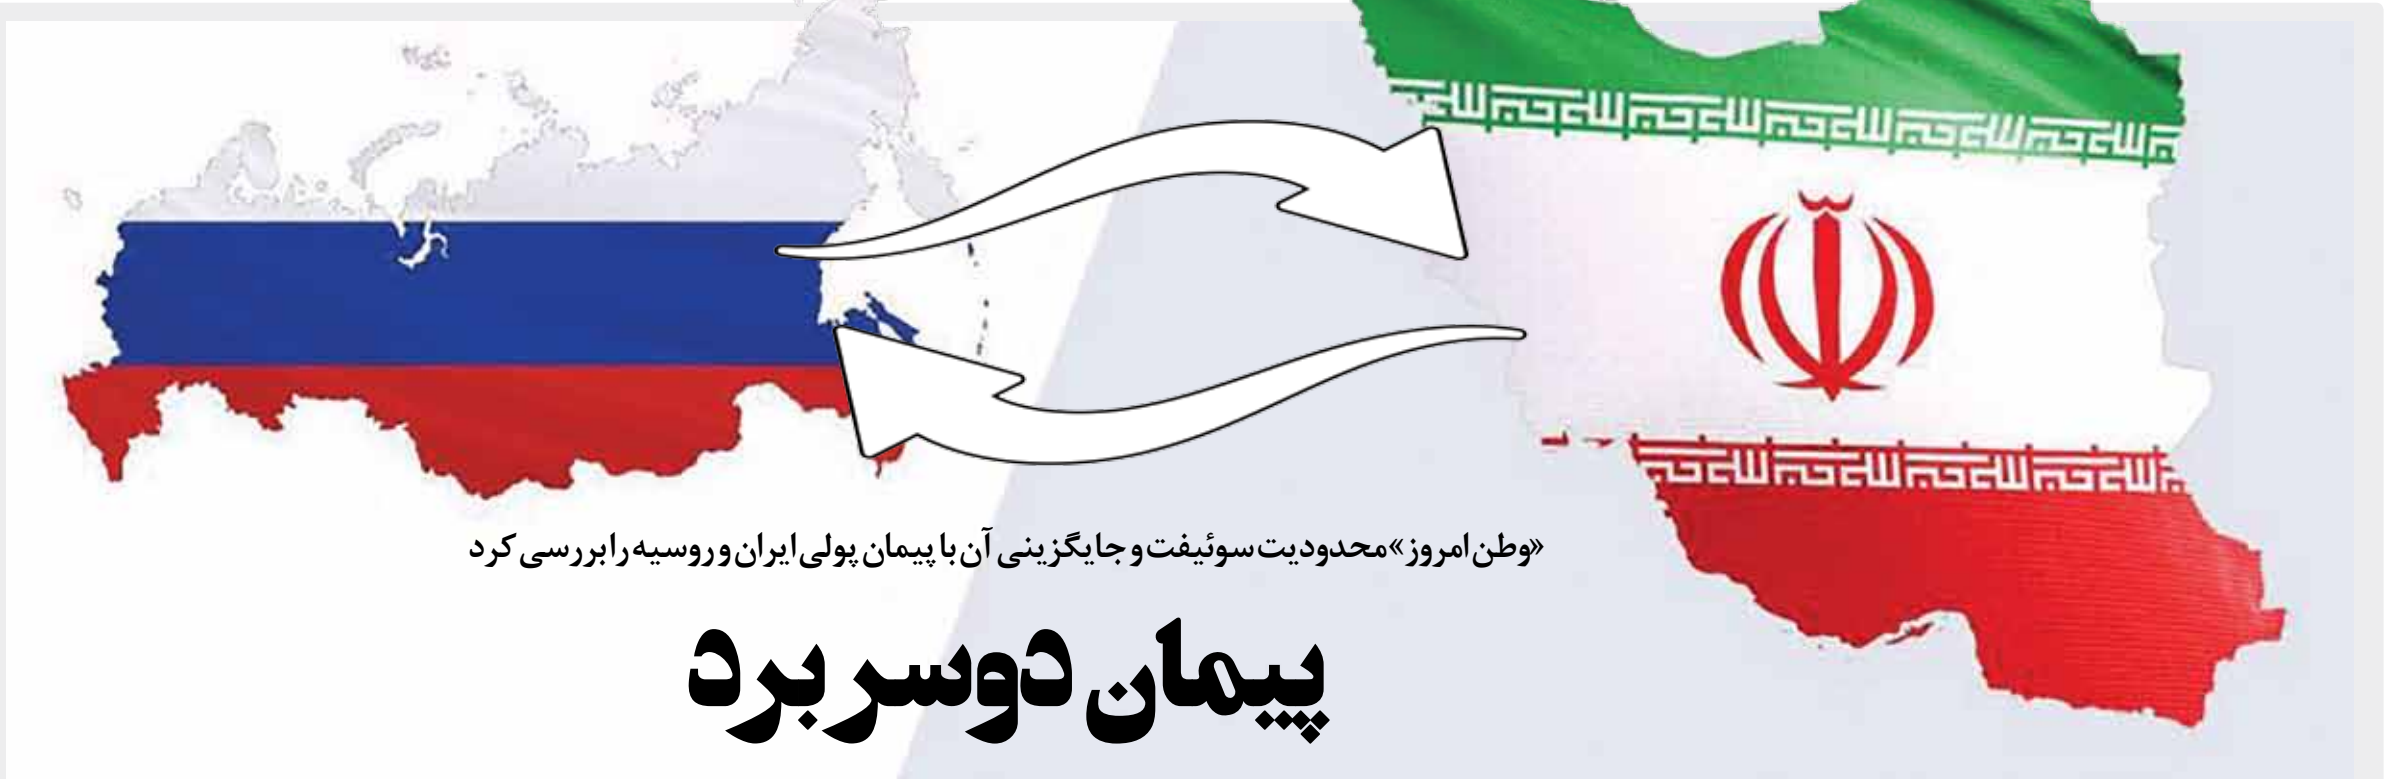 «وطن امروز» محدودیت سوئیفت و جایگزینی آن با پیمان پولی ایران و روسیه را بررسی کرد
پیمان دوسر برد